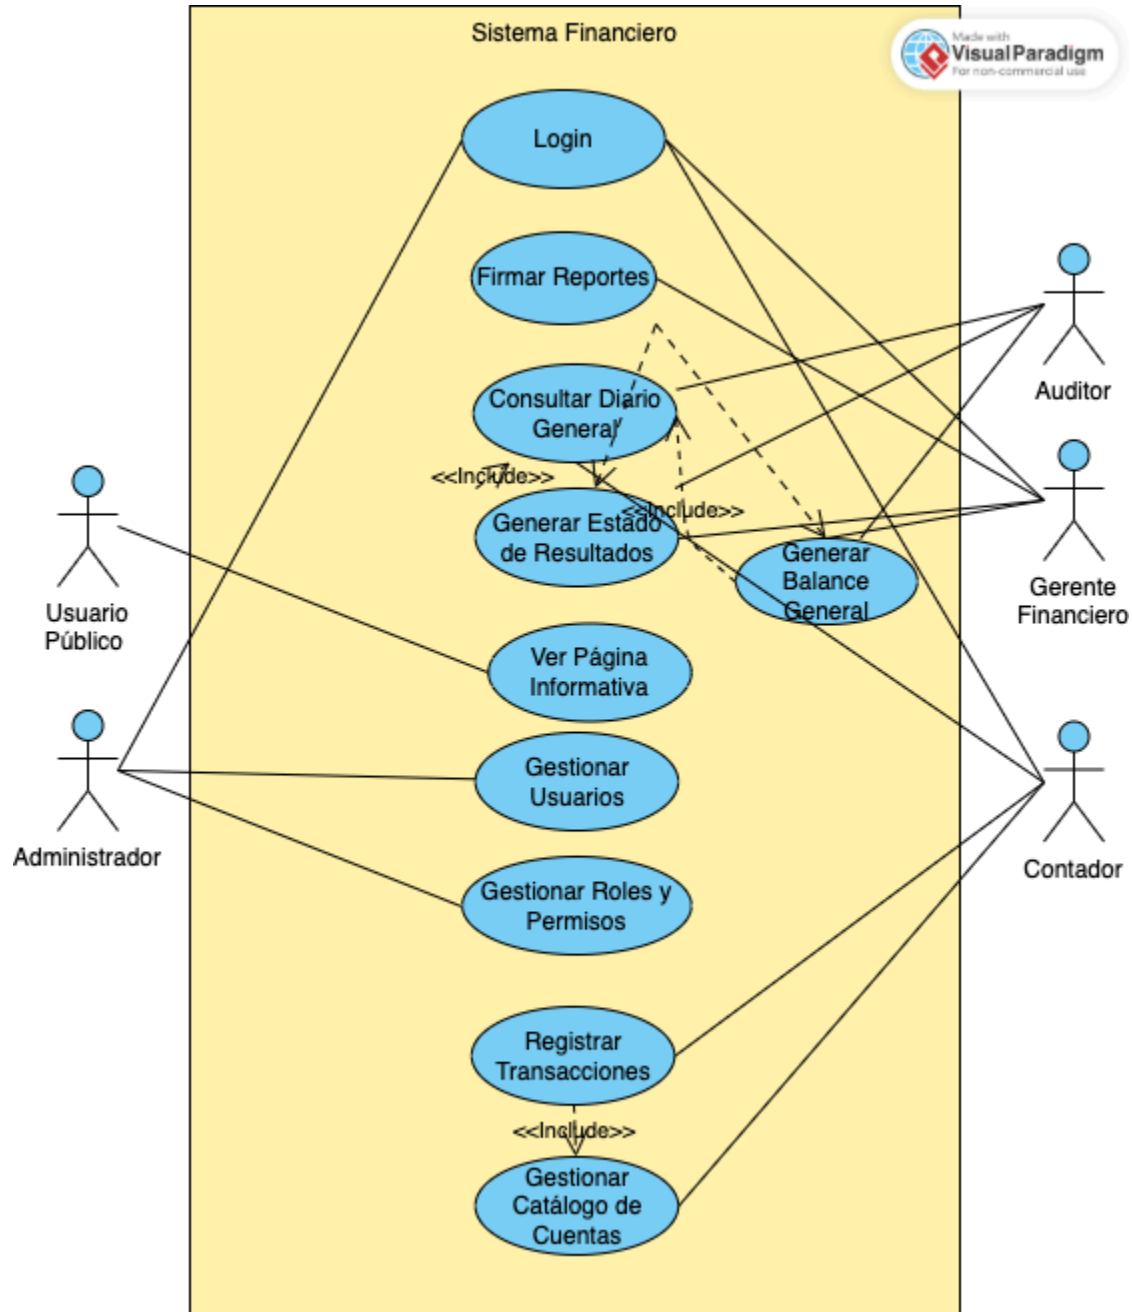 Sistema Financiero
Made with
Visual Paradigm
For non-commercial use
Login
Firmar Reportes
Consultar Diario
General
Auditor
<<Include>>
<<Include>>
Generar Estado
de Resultados
Generar
Balance
General
Gerente
Financiero
Usuario
Público
Ver Página
Informativa
Gestionar
Usuarios
Administrador
Contador
Gestionar Roles y
Permisos
Registrar
Transacciones
<<Include>>
Gestionar
Catálogo de
Cuentas